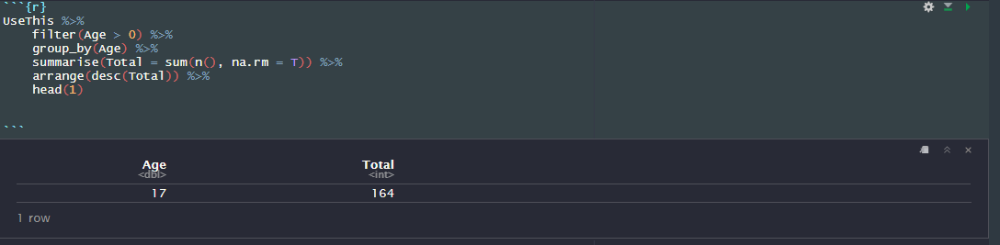 ```{r}
UseThis %>%
    filter(Age > 0) %>%
    group_by(Age) %>%
    summarise(Total = sum(n(), na.rm = T)) %>%
    arrange(desc(Total)) %>%
    head(1)
```
Age Total
<dbl> <int>
17 164
1 row